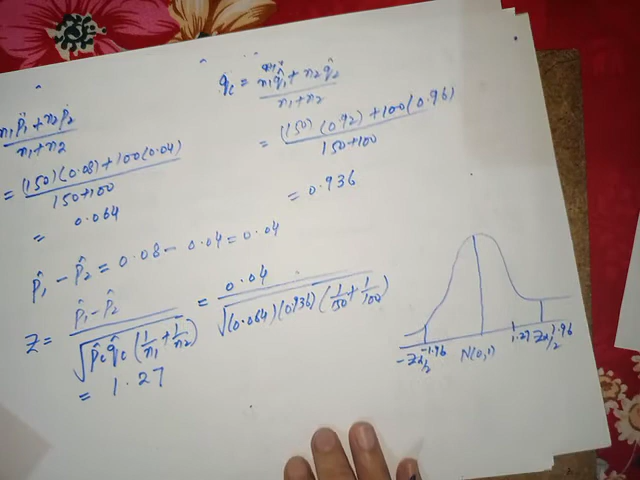 n1p̂1+n2p̂2
n1+n2
= (150)(0.08)+100(0.04)
150+100
= 0.064
q̂c = n1q̂1+n2q̂2
n1+n2
= (150)(0.92)+100(0.96)
150+100
= 0.936
p̂1 − p̂2 = 0.08 − 0.04 = 0.04
Z = p̂1−p̂2 / √p̂cq̂c(1/n1+1/n2) = 0.04 / √(0.064)(0.936)(1/150+1/100)
= 1.27
−Zα/2 −1.96 N(0,1) 1.27 Zα/2 1.96